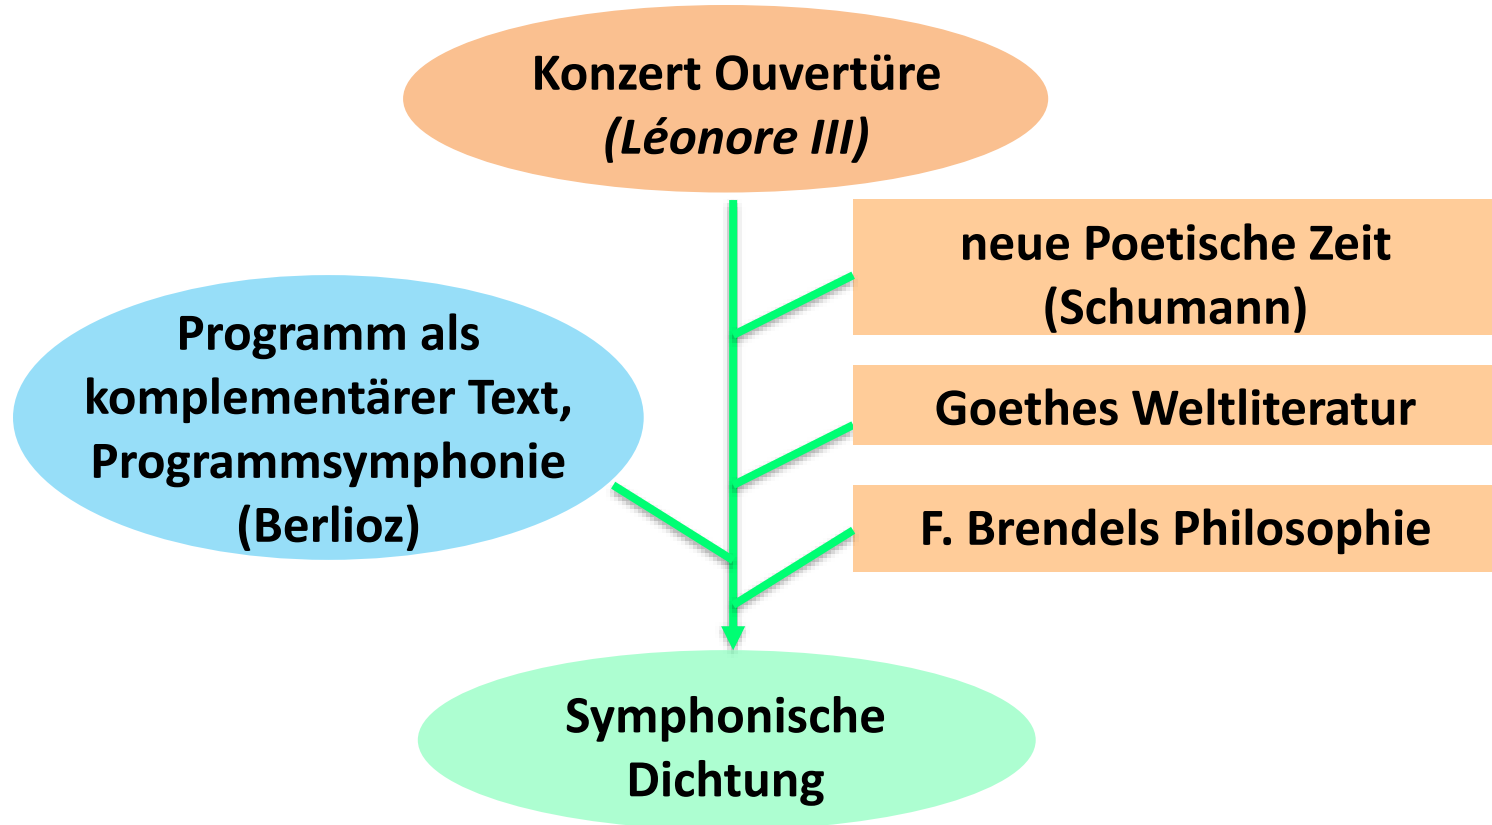 Konzert Ouvertüre
(Léonore III)
neue Poetische Zeit
(Schumann)
Programm als
komplementärer Text,
Programmsymphonie
(Berlioz)
Goethes Weltliteratur
F. Brendels Philosophie
Symphonische
Dichtung